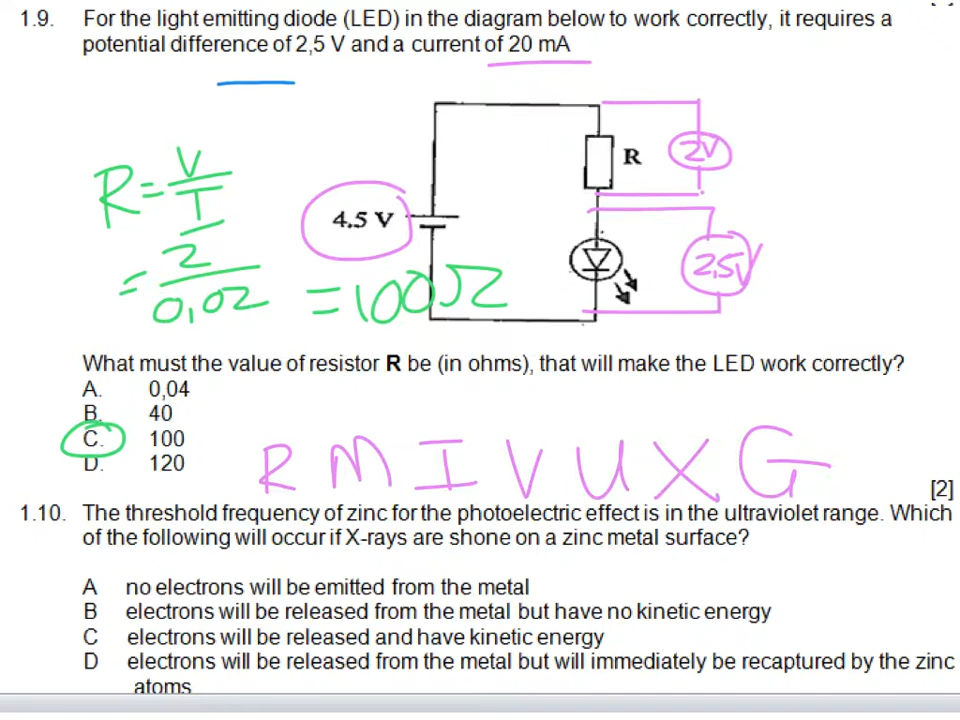 1.9. For the light emitting diode (LED) in the diagram below to work correctly, it requires a
potential difference of 2,5 V and a current of 20 mA
R = V/I
R
2V
4.5 V
= 2/0,02 = 100Ω
2,5V
What must the value of resistor R be (in ohms), that will make the LED work correctly?
A. 0,04
B. 40
C. 100
D. 120
R M I V U X G
[2]
1.10. The threshold frequency of zinc for the photoelectric effect is in the ultraviolet range. Which
of the following will occur if X-rays are shone on a zinc metal surface?
A no electrons will be emitted from the metal
B electrons will be released from the metal but have no kinetic energy
C electrons will be released and have kinetic energy
D electrons will be released from the metal but will immediately be recaptured by the zinc
atoms